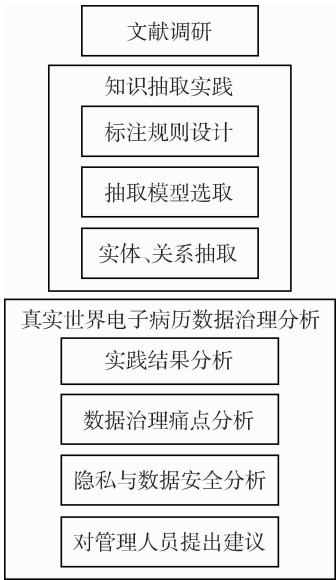 文献调研
知识抽取实践
标注规则设计
抽取模型选取
实体、关系抽取
真实世界电子病历数据治理分析
实践结果分析
数据治理痛点分析
隐私与数据安全分析
对管理人员提出建议